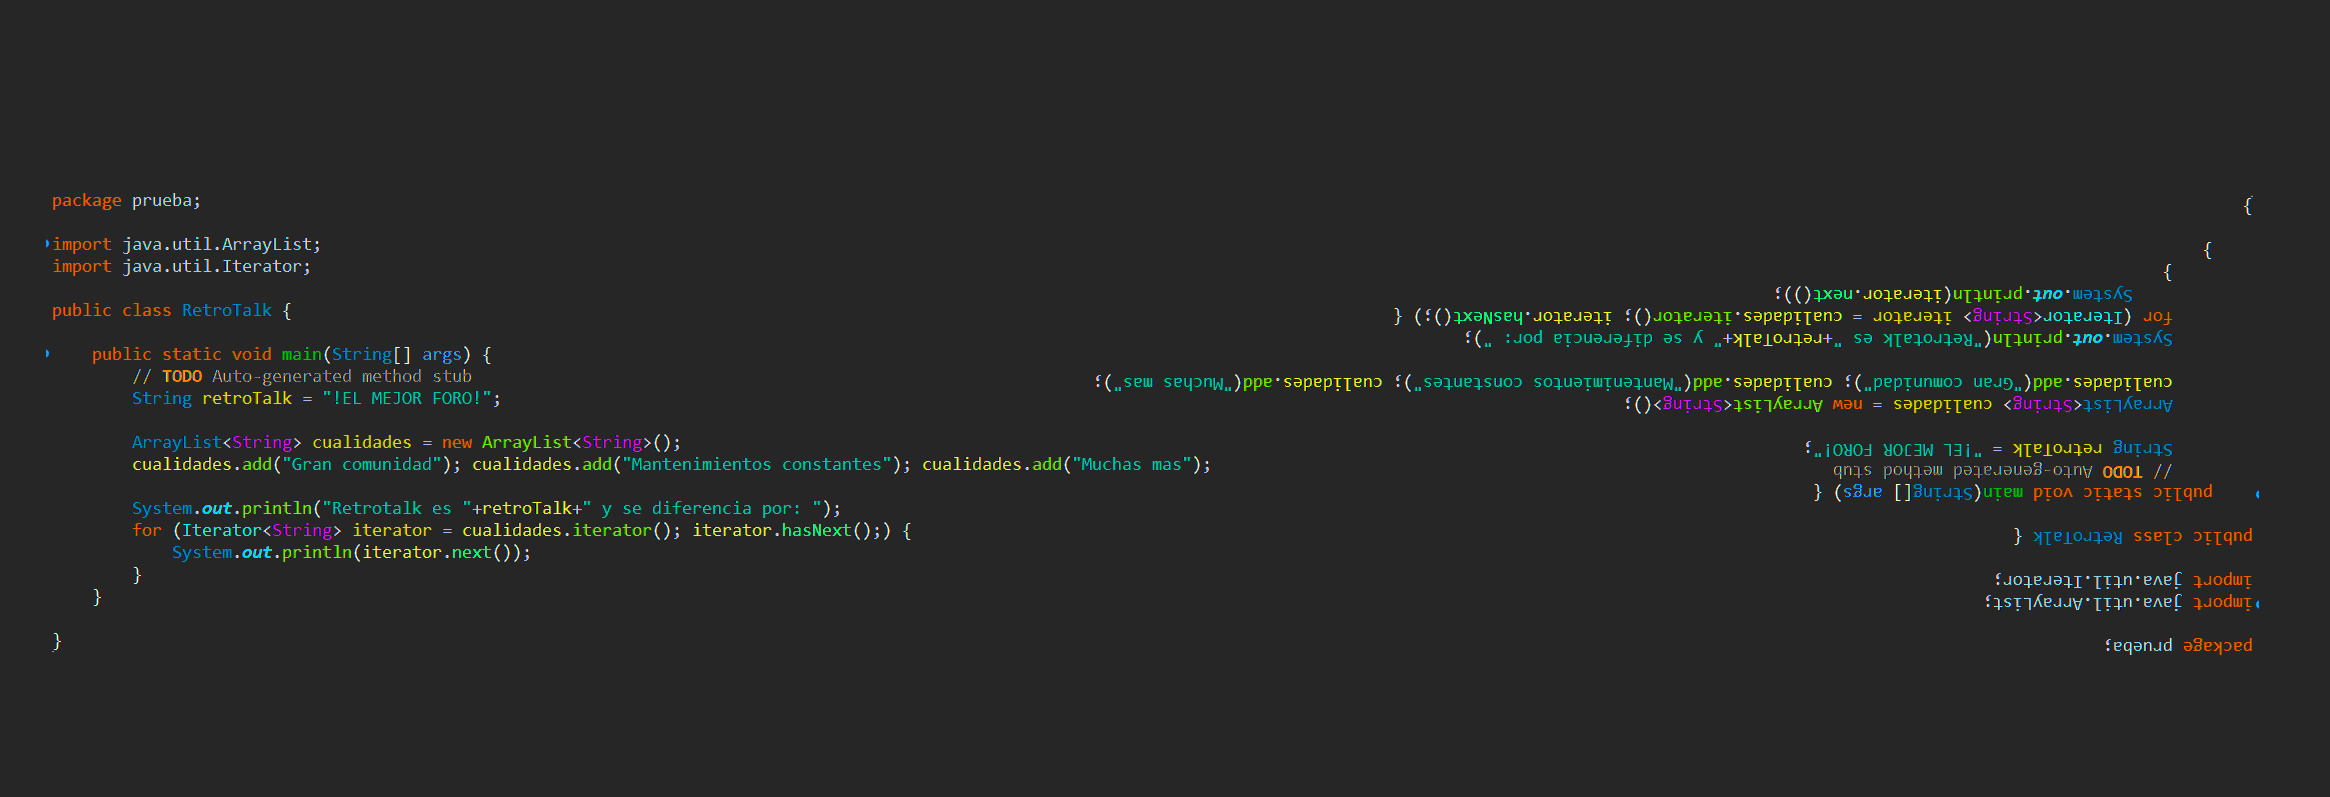 package prueba;
import java.util.ArrayList;
import java.util.Iterator;
public class RetroTalk {
public static void main(String[] args) {
// TODO Auto-generated method stub
String retroTalk = "!EL MEJOR FORO!";
ArrayList<String> cualidades = new ArrayList<String>();
cualidades.add("Gran comunidad"); cualidades.add("Mantenimientos constantes"); cualidades.add("Muchas mas");
System.out.println("Retrotalk es "+retroTalk+" y se diferencia por: ");
for (Iterator<String> iterator = cualidades.iterator(); iterator.hasNext();) {
System.out.println(iterator.next());
}
}
}
package prueba;
import java.util.ArrayList;
import java.util.Iterator;
public class RetroTalk {
public static void main(String[] args) {
// TODO Auto-generated method stub
String retroTalk = "!EL MEJOR FORO!";
ArrayList<String> cualidades = new ArrayList<String>();
cualidades.add("Gran comunidad"); cualidades.add("Mantenimientos constantes"); cualidades.add("Muchas mas");
System.out.println("Retrotalk es "+retroTalk+" y se diferencia por: ");
for (Iterator<String> iterator = cualidades.iterator(); iterator.hasNext();) {
System.out.println(iterator.next());
}
}
}